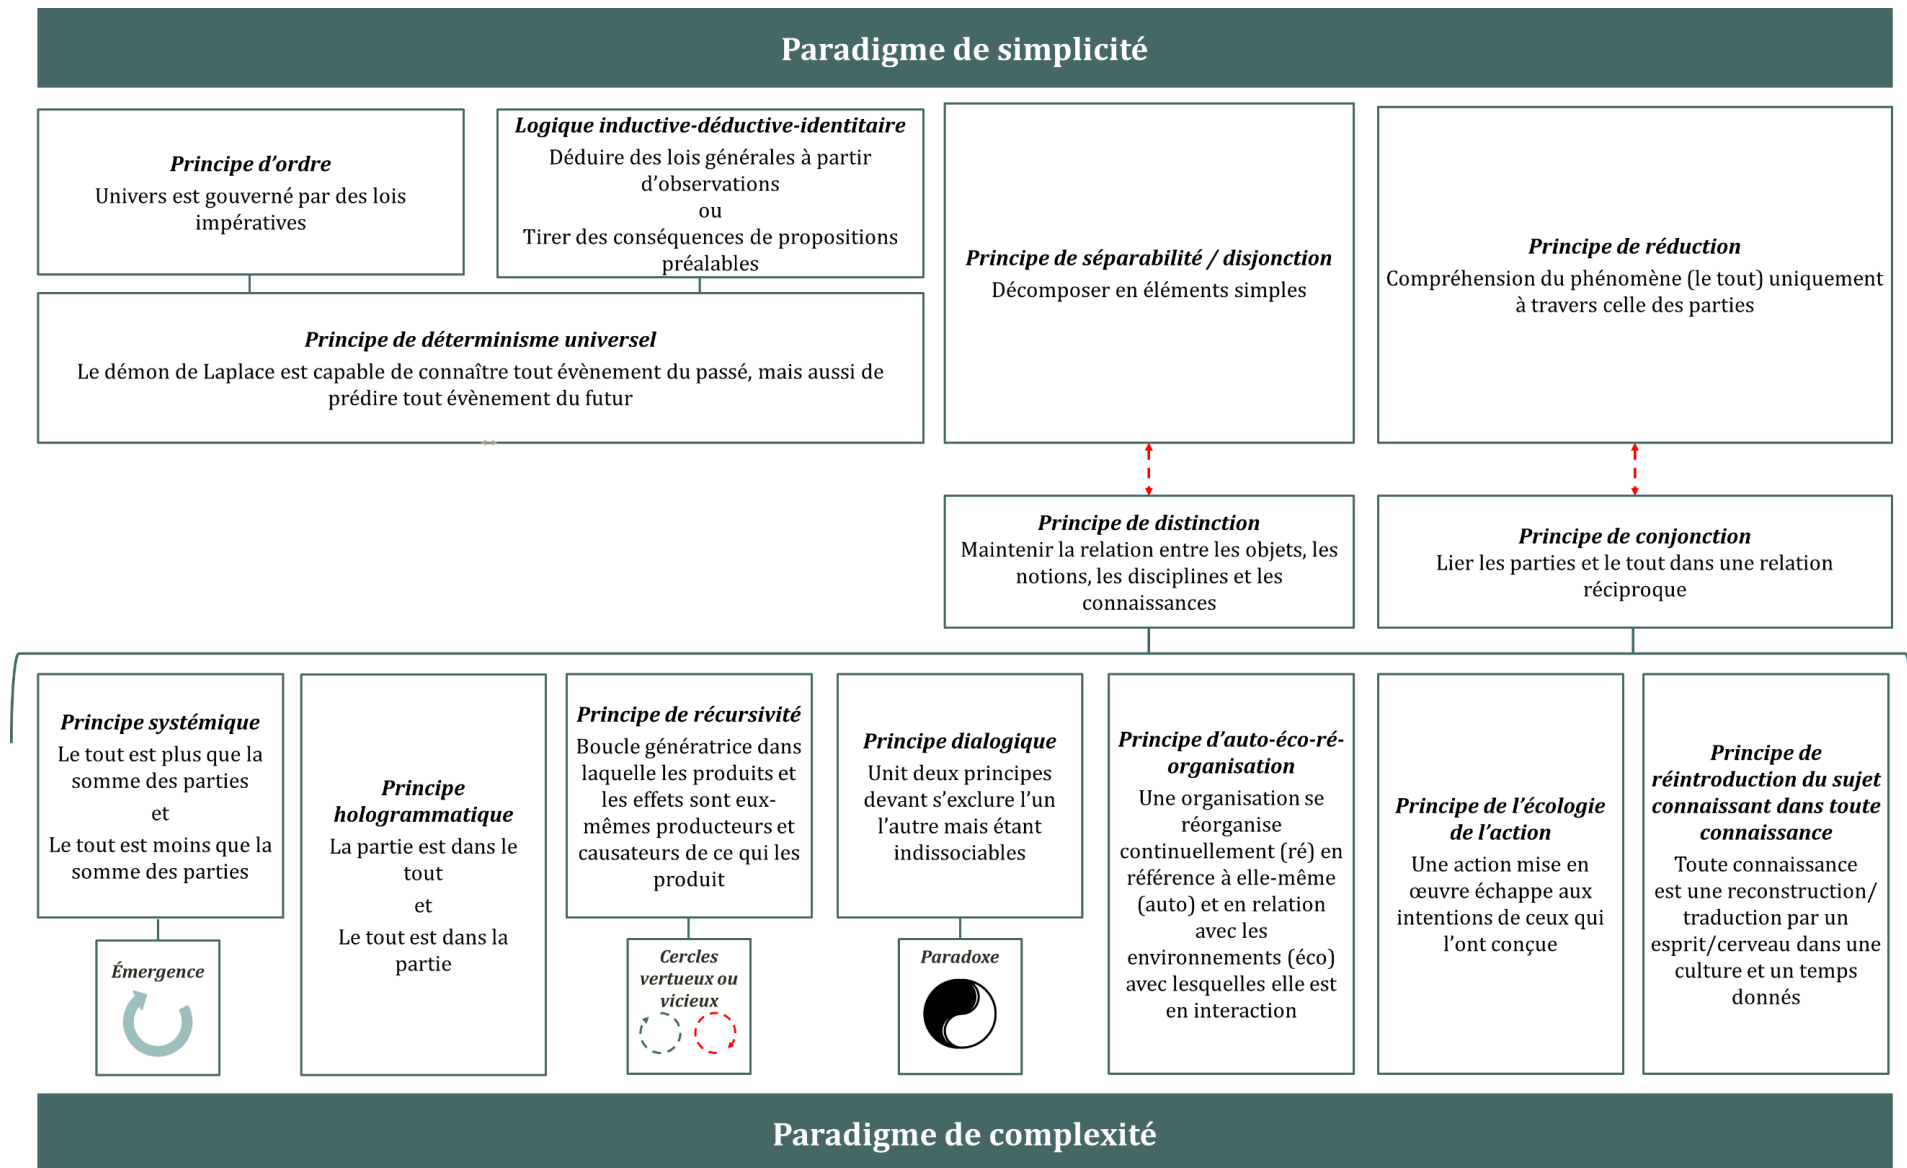 Paradigme de simplicité
Principe d’ordre
Univers est gouverné par des lois
impératives
Logique inductive-déductive-identitaire
Déduire des lois générales à partir
d’observations
ou
Tirer des conséquences de propositions
préalables
Principe de séparabilité / disjonction
Décomposer en éléments simples
Principe de réduction
Compréhension du phénomène (le tout) uniquement
à travers celle des parties
Principe de déterminisme universel
Le démon de Laplace est capable de connaître tout évènement du passé, mais aussi de
prédire tout évènement du futur
Principe de distinction
Maintenir la relation entre les objets, les
notions, les disciplines et les
connaissances
Principe de conjonction
Lier les parties et le tout dans une relation
réciproque
Principe systémique
Le tout est plus que la
somme des parties
et
Le tout est moins que la
somme des parties
Émergence
Principe
hologrammatique
La partie est dans le
tout
et
Le tout est dans la
partie
Principe de récursivité
Boucle génératrice dans
laquelle les produits et
les effets sont eux-
mêmes producteurs et
causateurs de ce qui les
produit
Cercles
vertueux ou
vicieux
Principe dialogique
Unit deux principes
devant s’exclure l’un
l’autre mais étant
indissociables
Paradoxe
Principe d’auto-éco-ré-
organisation
Une organisation se
réorganise
continuellement (ré) en
référence à elle-même
(auto) et en relation
avec les
environnements (éco)
avec lesquelles elle est
en interaction
Principe de l’écologie
de l’action
Une action mise en
œuvre échappe aux
intentions de ceux qui
l’ont conçue
Principe de
réintroduction du sujet
connaissant dans toute
connaissance
Toute connaissance
est une reconstruction/
traduction par un
esprit/cerveau dans une
culture et un temps
donnés
Paradigme de complexité